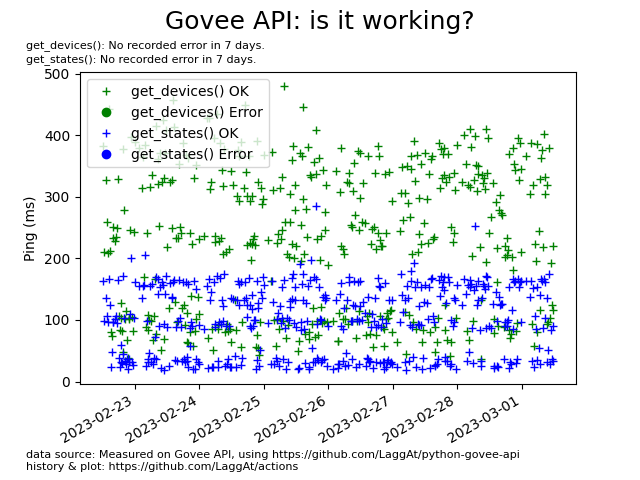 Govee API: is it working?
get_devices(): No recorded error in 7 days.
get_states(): No recorded error in 7 days.
get_devices() OK
get_devices() Error
get_states() OK
get_states() Error
Ping (ms)
500
400
300
200
100
0
2023-02-23
2023-02-24
2023-02-25
2023-02-26
2023-02-27
2023-02-28
2023-03-01
data source: Measured on Govee API, using https://github.com/LaggAt/python-govee-api
history & plot: https://github.com/LaggAt/actions